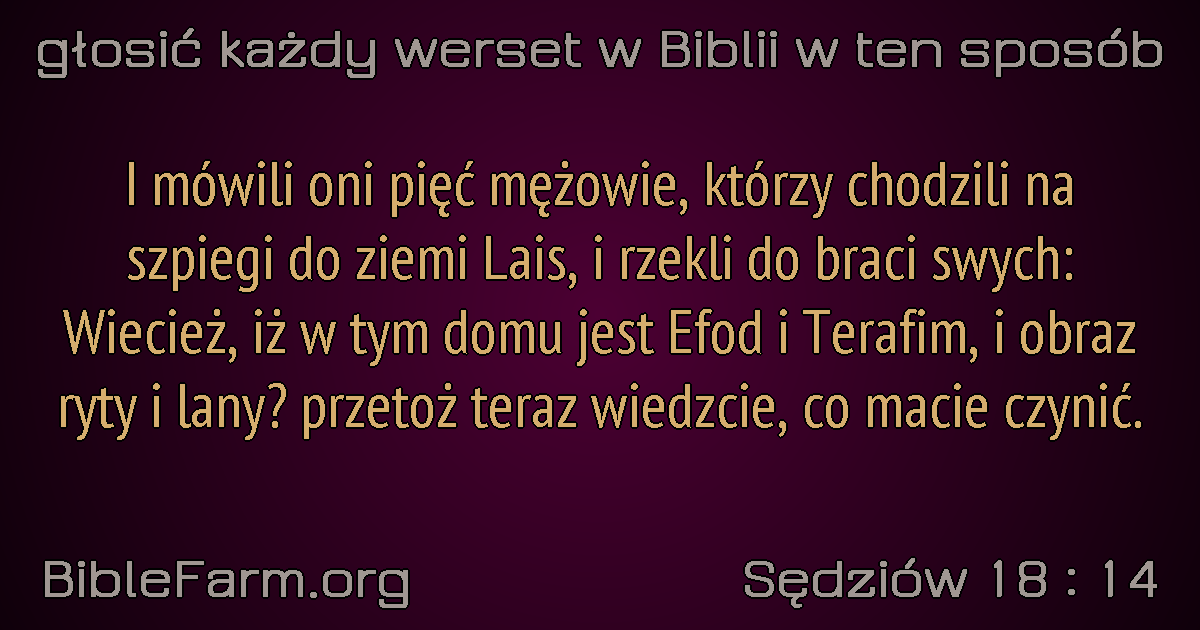 głosić każdy werset w Biblii w ten sposób
I mówili oni pięć mężowie, którzy chodzili na
szpiegi do ziemi Lais, i rzekli do braci swych:
Wiecież, iż w tym domu jest Efod i Terafim, i obraz
ryty i lany? przetoż teraz wiedzcie, co macie czynić.
BibleFarm.org
Sędziów 18 : 14